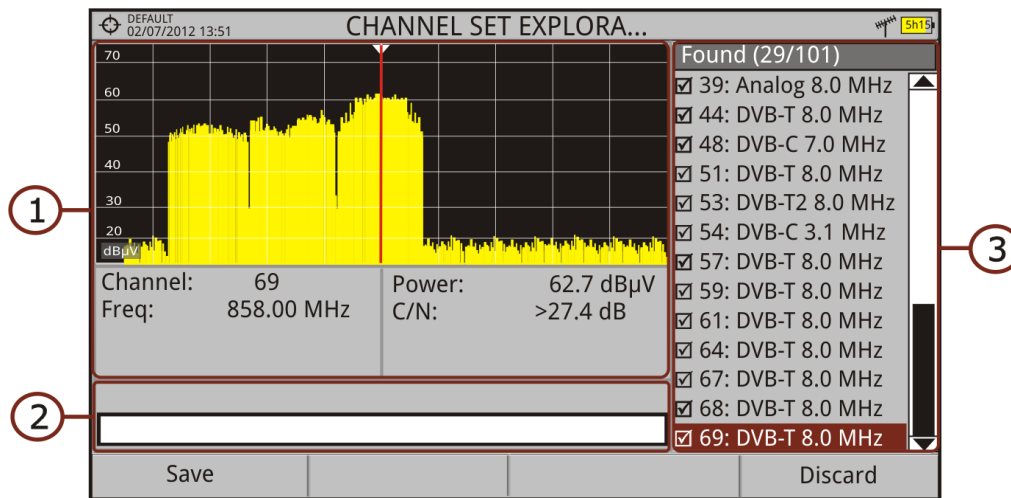 DEFAULT
02/07/2012 13:51
CHANNEL SET EXPLORA...
5h15
70
60
50
40
30
20
dBµV
Channel: 69
Freq: 858.00 MHz
Power: 62.7 dBµV
C/N: >27.4 dB
Found (29/101)
39: Analog 8.0 MHz
44: DVB-T 8.0 MHz
48: DVB-C 7.0 MHz
51: DVB-T 8.0 MHz
53: DVB-T2 8.0 MHz
54: DVB-C 3.1 MHz
57: DVB-T 8.0 MHz
59: DVB-T 8.0 MHz
61: DVB-T 8.0 MHz
64: DVB-T 8.0 MHz
67: DVB-T 8.0 MHz
68: DVB-T 8.0 MHz
69: DVB-T 8.0 MHz
Save
Discard
1
2
3